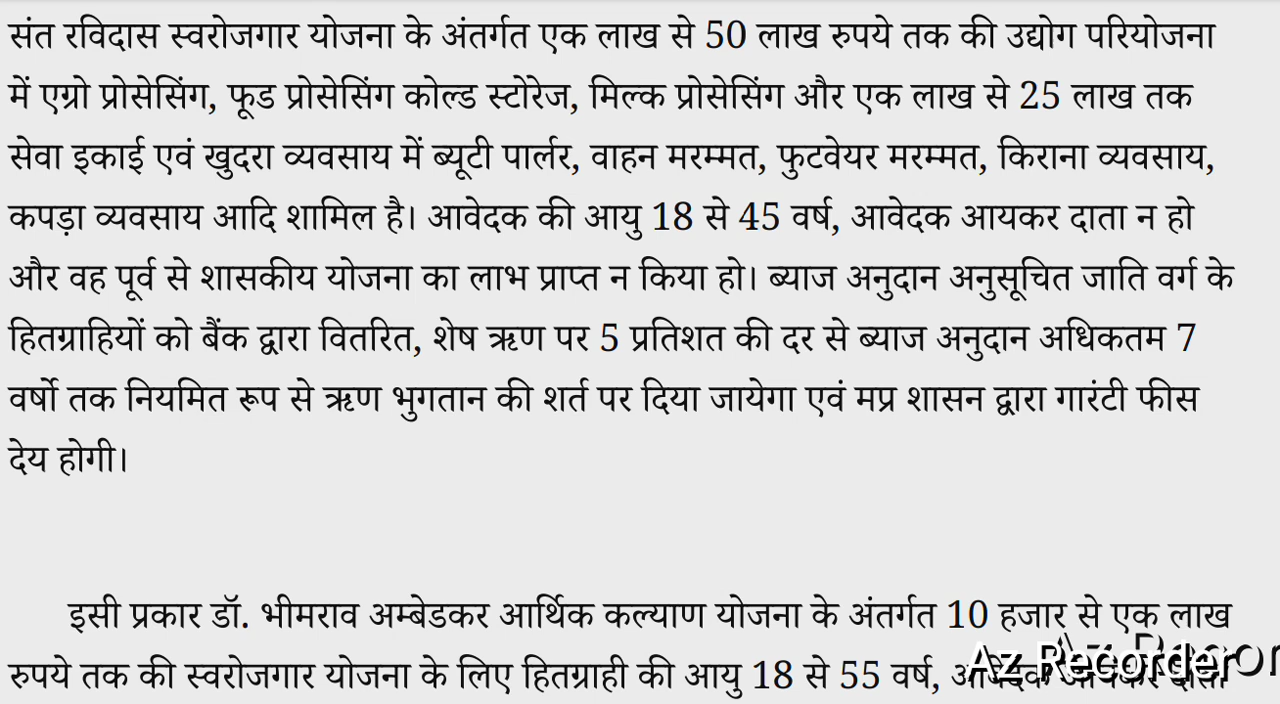 संत रविदास स्वरोजगार योजना के अंतर्गत एक लाख से 50 लाख रुपये तक की उद्योग परियोजना
में एग्रो प्रोसेसिंग, फूड प्रोसेसिंग कोल्ड स्टोरेज, मिल्क प्रोसेसिंग और एक लाख से 25 लाख तक
सेवा इकाई एवं खुदरा व्यवसाय में ब्यूटी पार्लर, वाहन मरम्मत, फुटवेयर मरम्मत, किराना व्यवसाय,
कपड़ा व्यवसाय आदि शामिल है। आवेदक की आयु 18 से 45 वर्ष, आवेदक आयकर दाता न हो
और वह पूर्व से शासकीय योजना का लाभ प्राप्त न किया हो। ब्याज अनुदान अनुसूचित जाति वर्ग के
हितग्राहियों को बैंक द्वारा वितरित, शेष ऋण पर 5 प्रतिशत की दर से ब्याज अनुदान अधिकतम 7
वर्षो तक नियमित रूप से ऋण भुगतान की शर्त पर दिया जायेगा एवं मप्र शासन द्वारा गारंटी फीस
देय होगी।
इसी प्रकार डॉ. भीमराव अम्बेडकर आर्थिक कल्याण योजना के अंतर्गत 10 हजार से एक लाख
रुपये तक की स्वरोजगार योजना के लिए हितग्राही की आयु 18 से 55 वर्ष,
Az Recorder